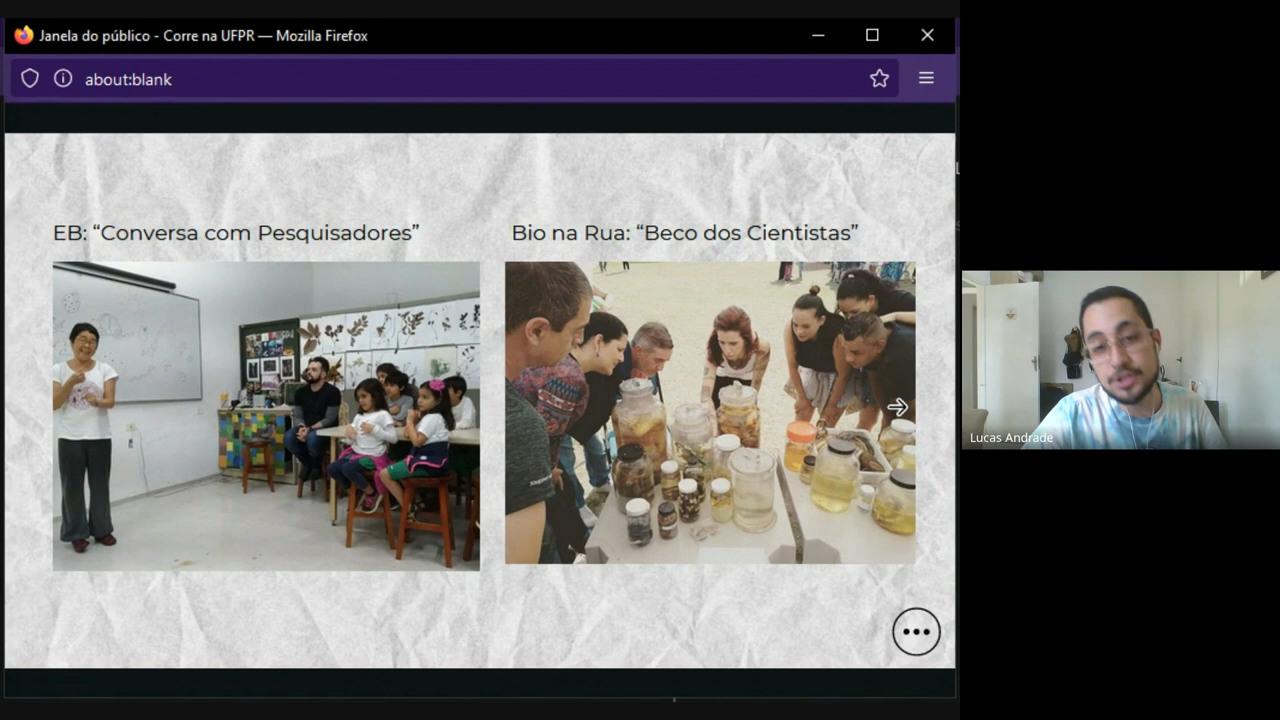 Janela do público - Corre na UFPR — Mozilla Firefox
about:blank
EB: “Conversa com Pesquisadores”
Bio na Rua: “Beco dos Cientistas”
Lucas Andrade